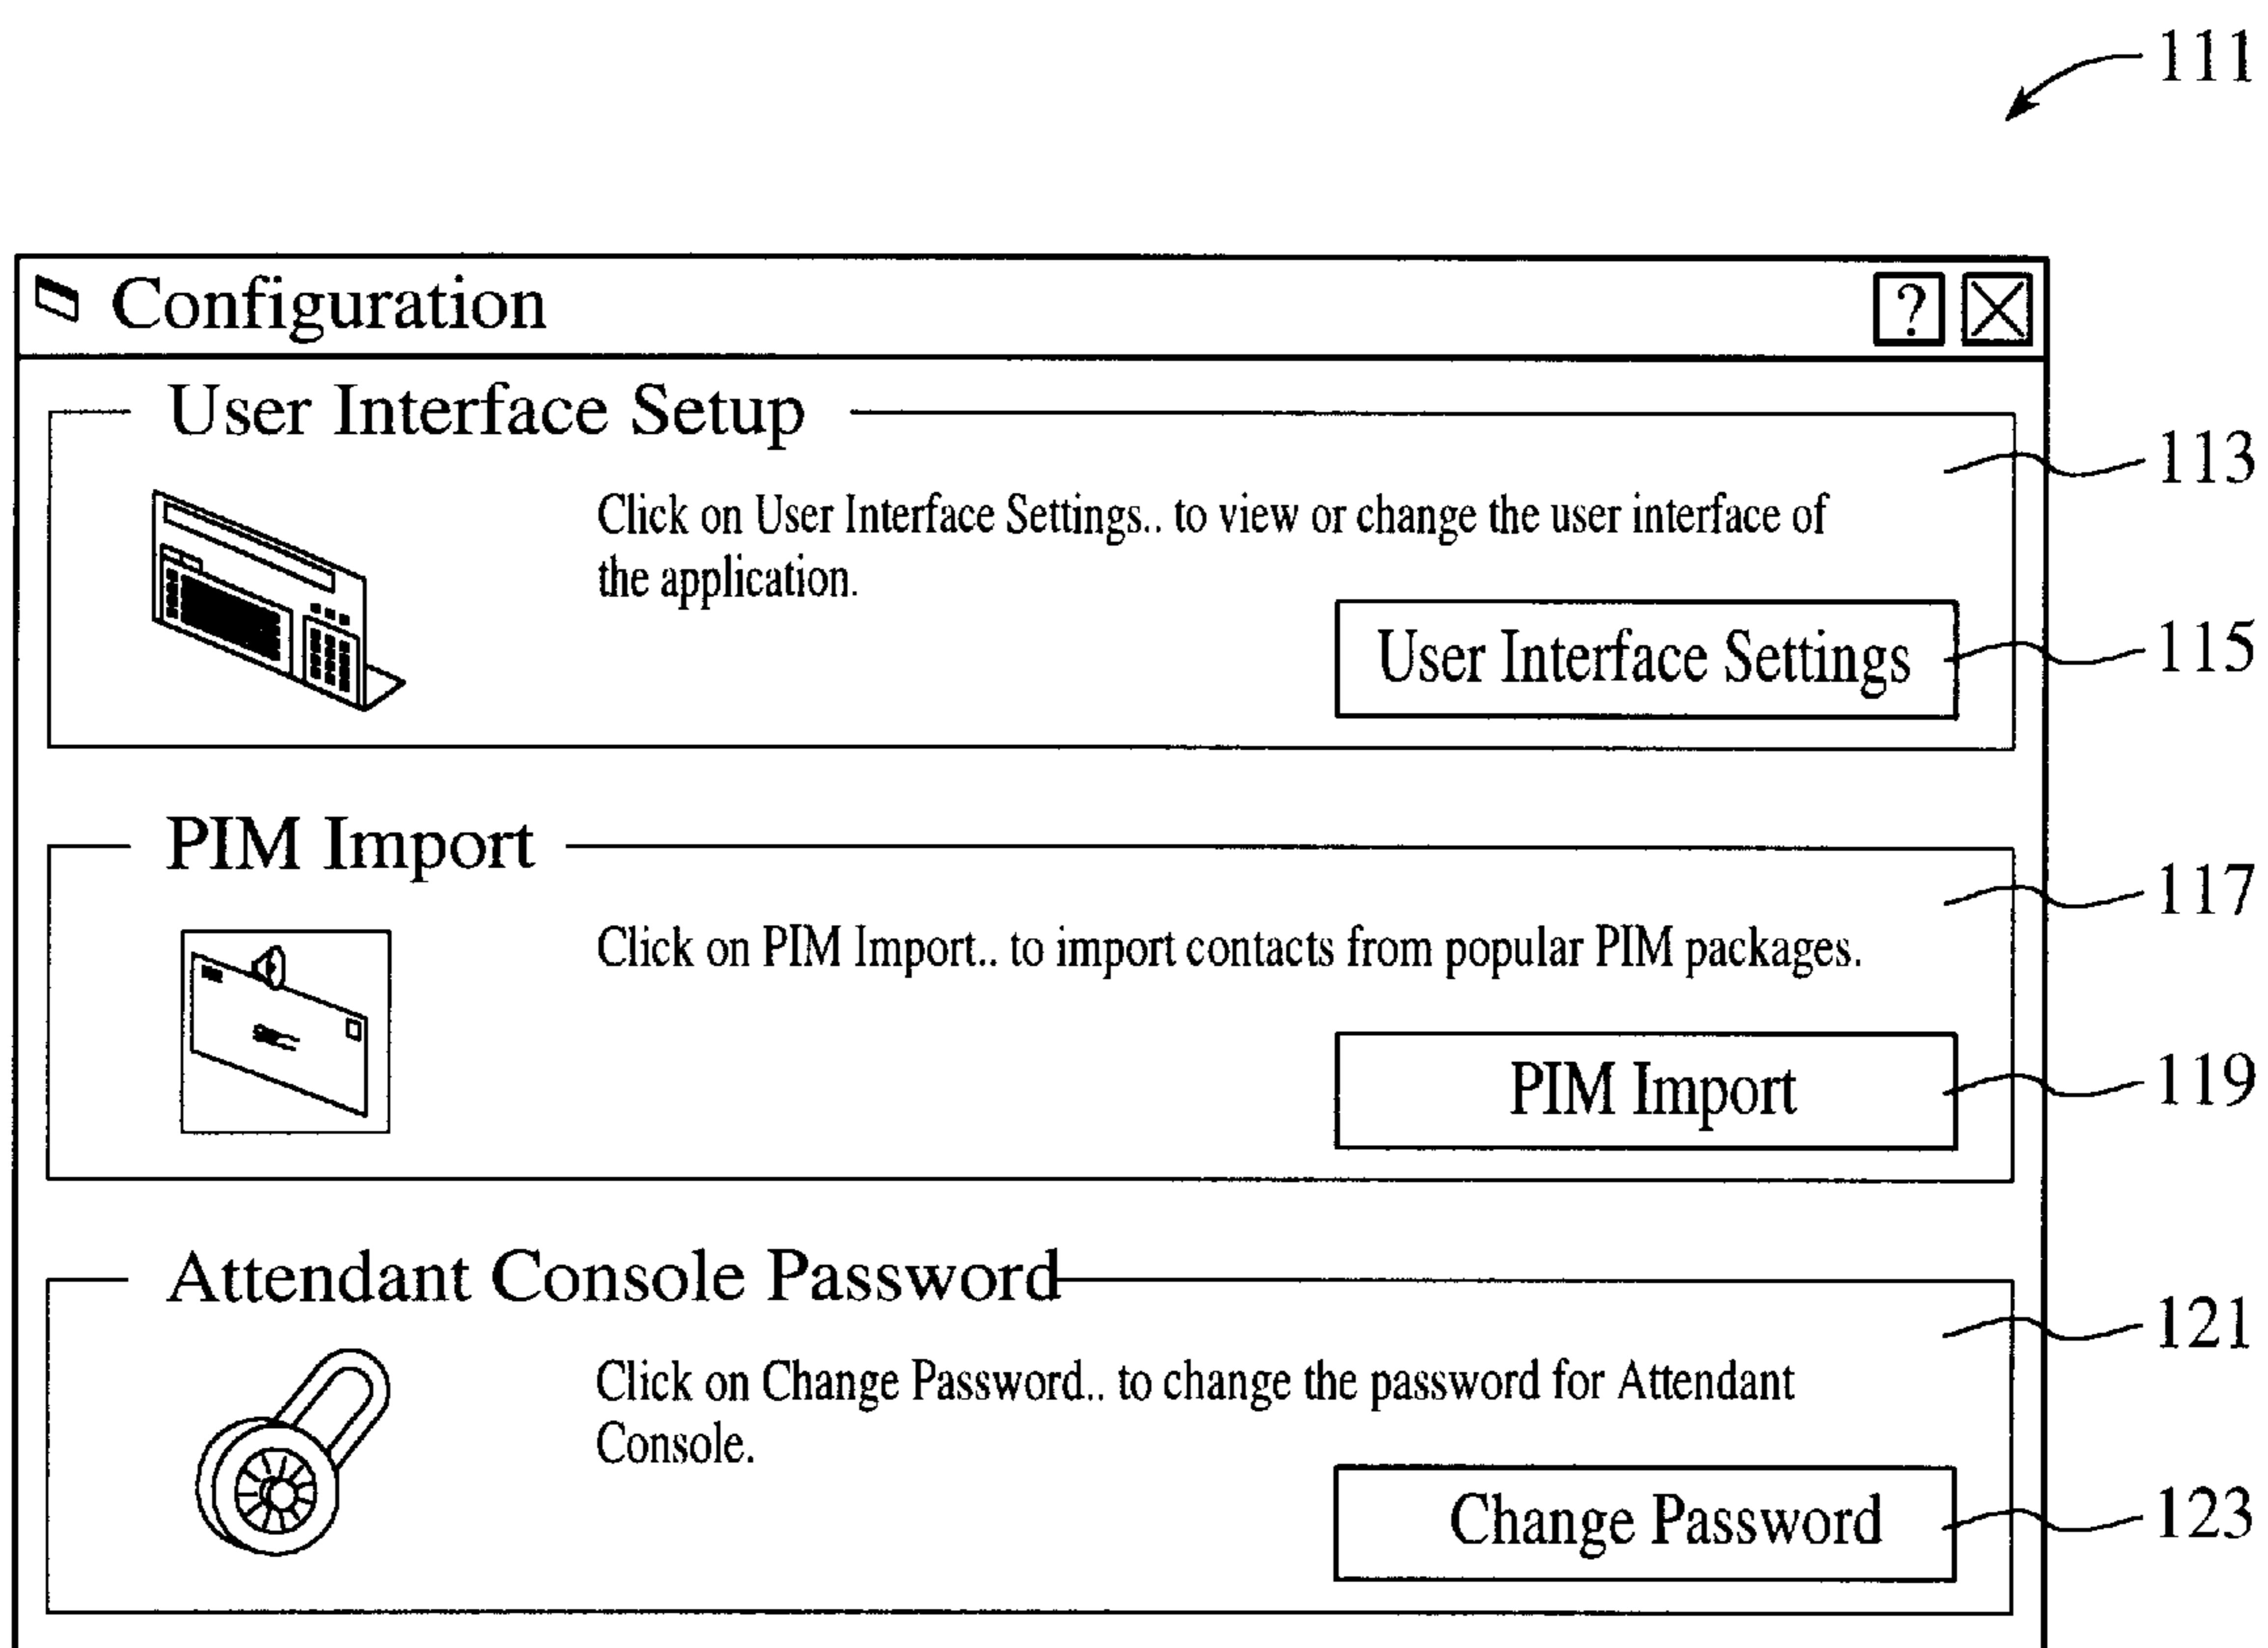 111
Configuration ?
User Interface Setup
113
Click on User Interface Settings.. to view or change the user interface of
the application.
User Interface Settings
115
PIM Import
117
Click on PIM Import.. to import contacts from popular PIM packages.
PIM Import
119
Attendant Console Password
121
Click on Change Password.. to change the password for Attendant
Console.
Change Password
123